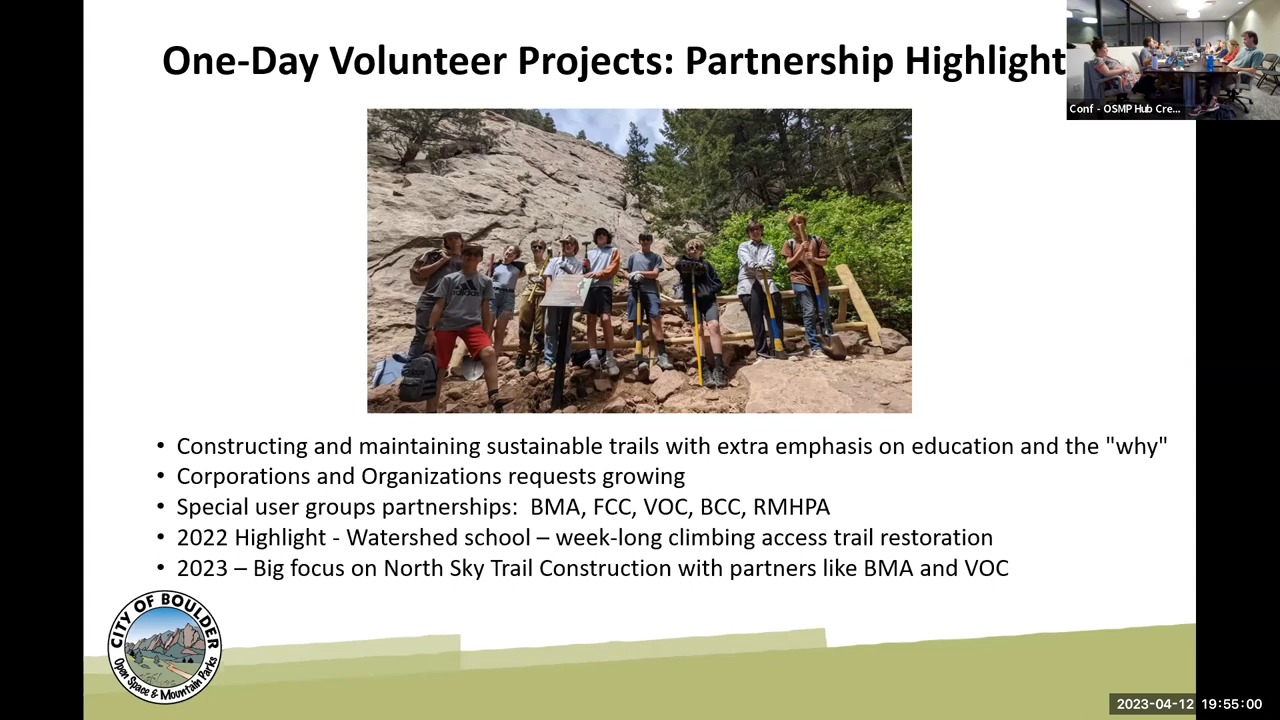 One-Day Volunteer Projects: Partnership Highlight
Conf - OSMP Hub Cre...
• Constructing and maintaining sustainable trails with extra emphasis on education and the "why"
• Corporations and Organizations requests growing
• Special user groups partnerships: BMA, FCC, VOC, BCC, RMHPA
• 2022 Highlight - Watershed school – week-long climbing access trail restoration
• 2023 – Big focus on North Sky Trail Construction with partners like BMA and VOC
CITY OF BOULDER
Open Space & Mountain Parks
2023-04-12 19:55:00